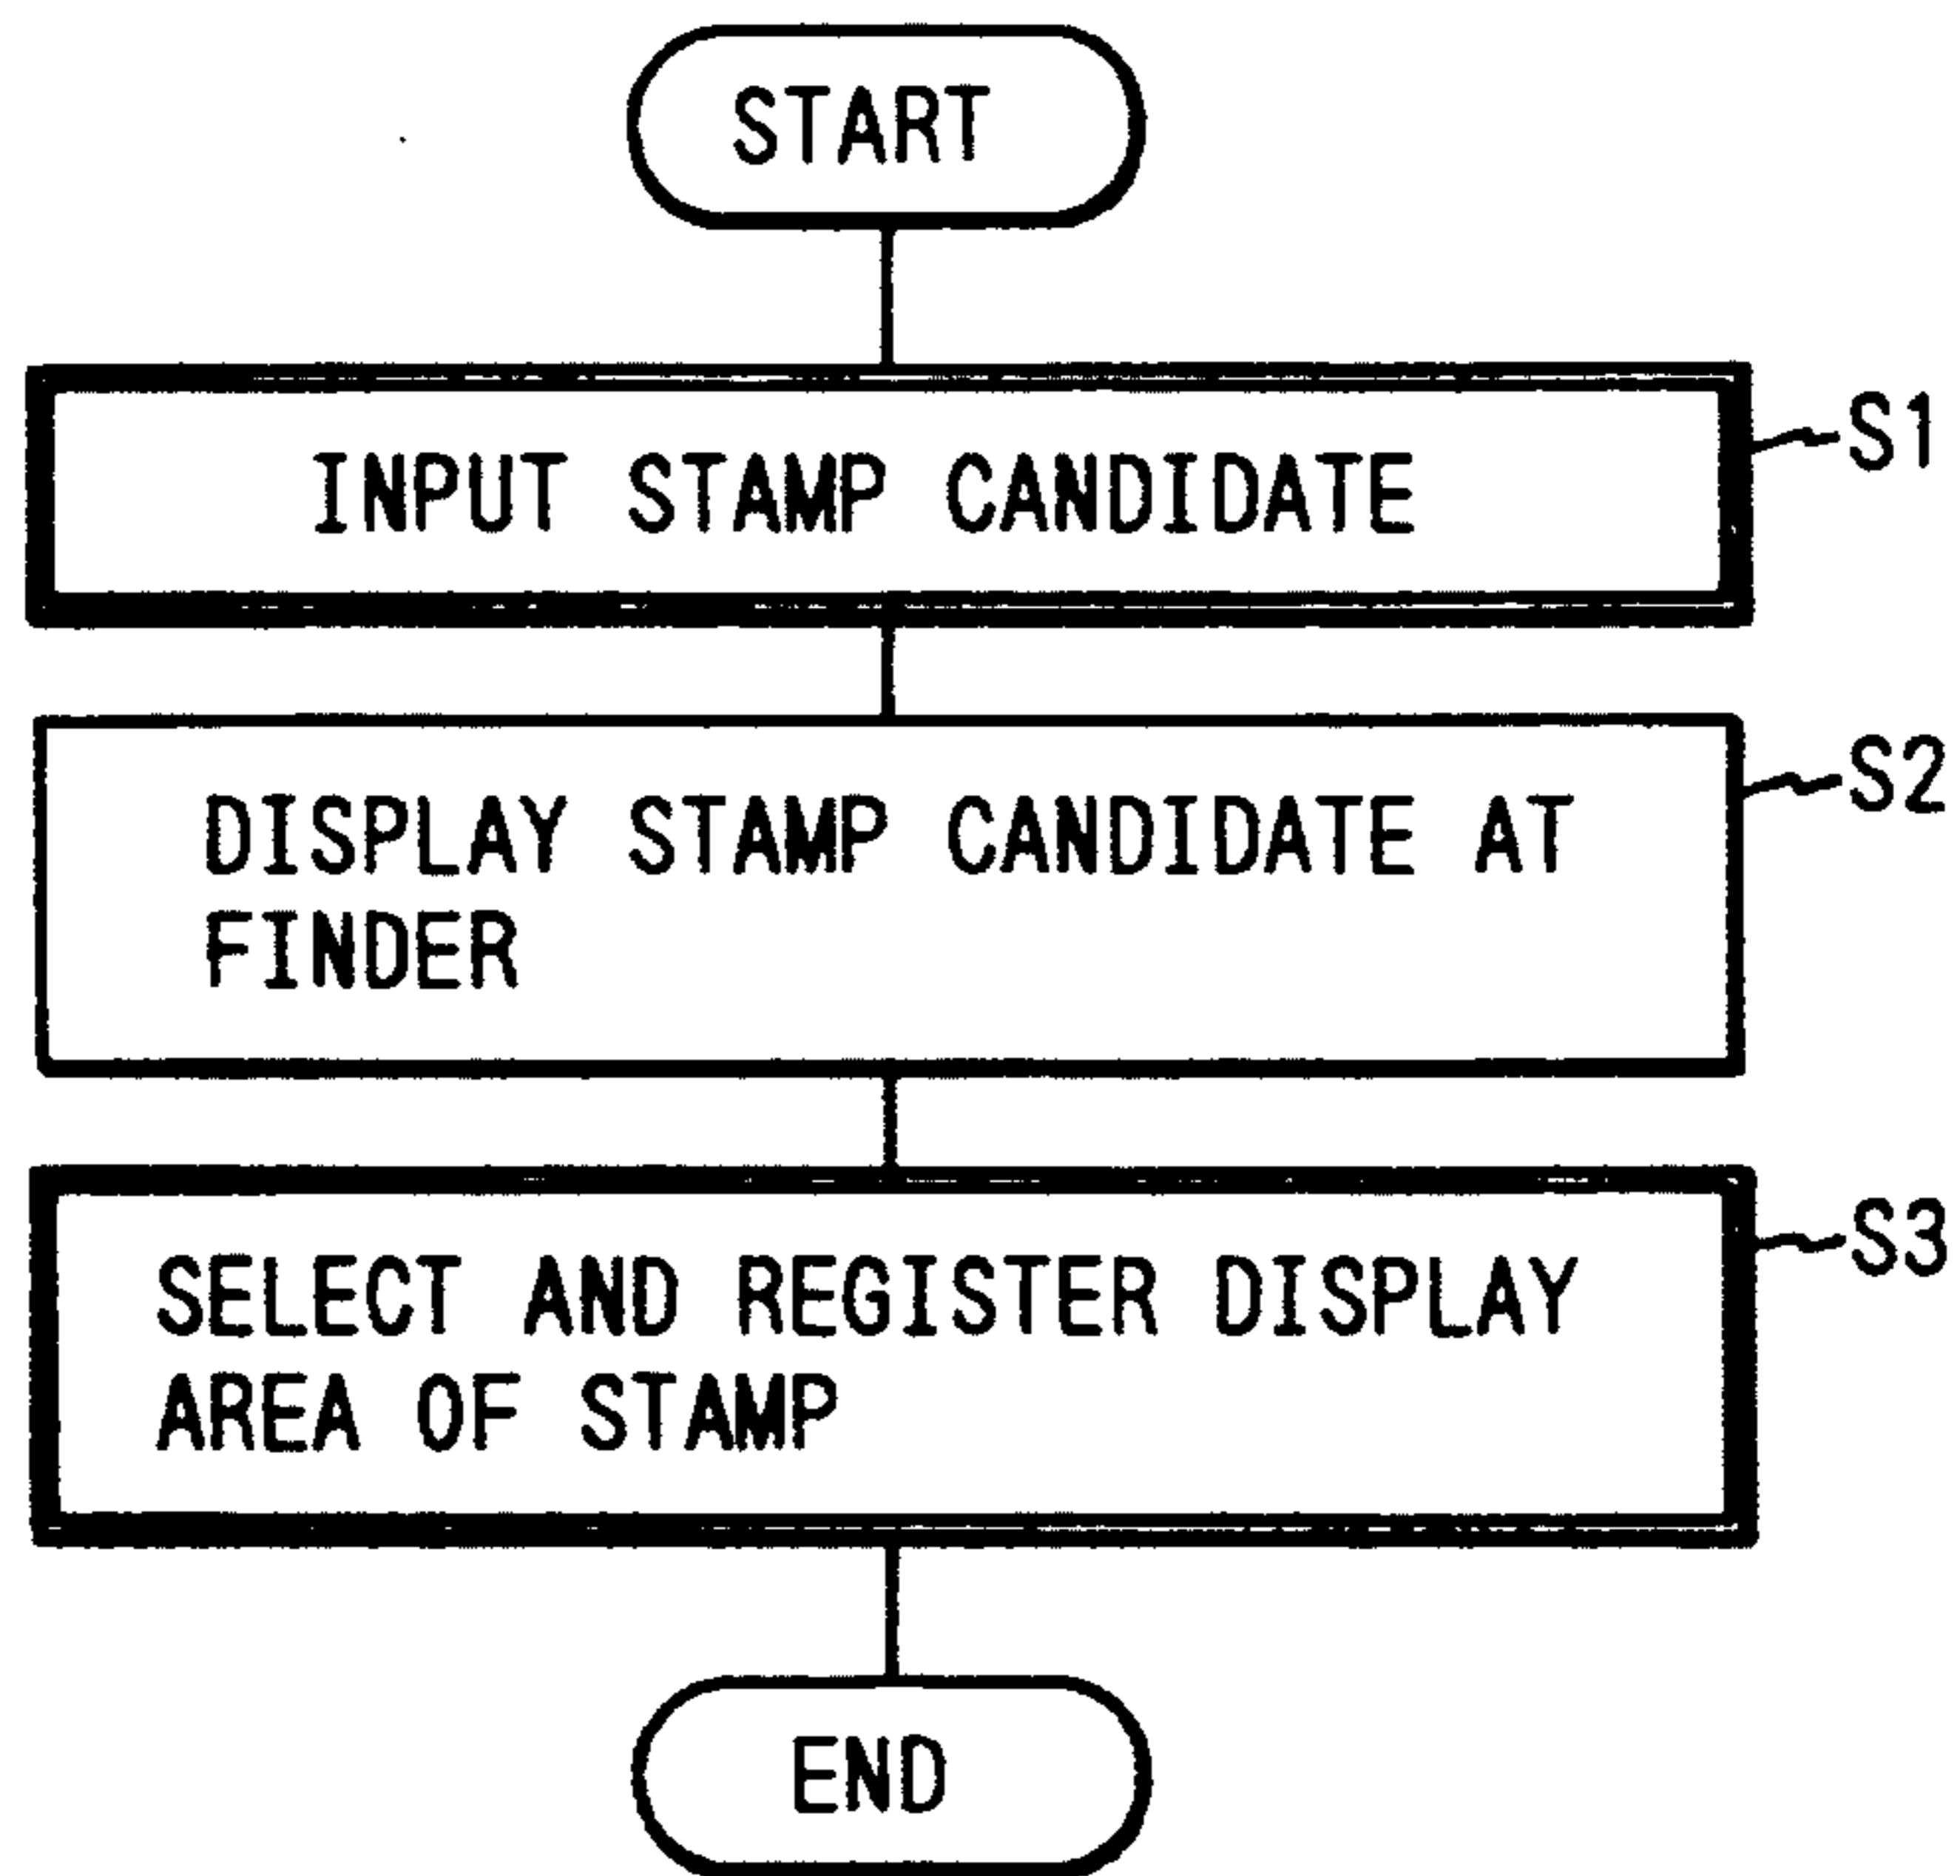 START
INPUT STAMP CANDIDATE
S1
DISPLAY STAMP CANDIDATE AT
FINDER
S2
SELECT AND REGISTER DISPLAY
AREA OF STAMP
S3
END